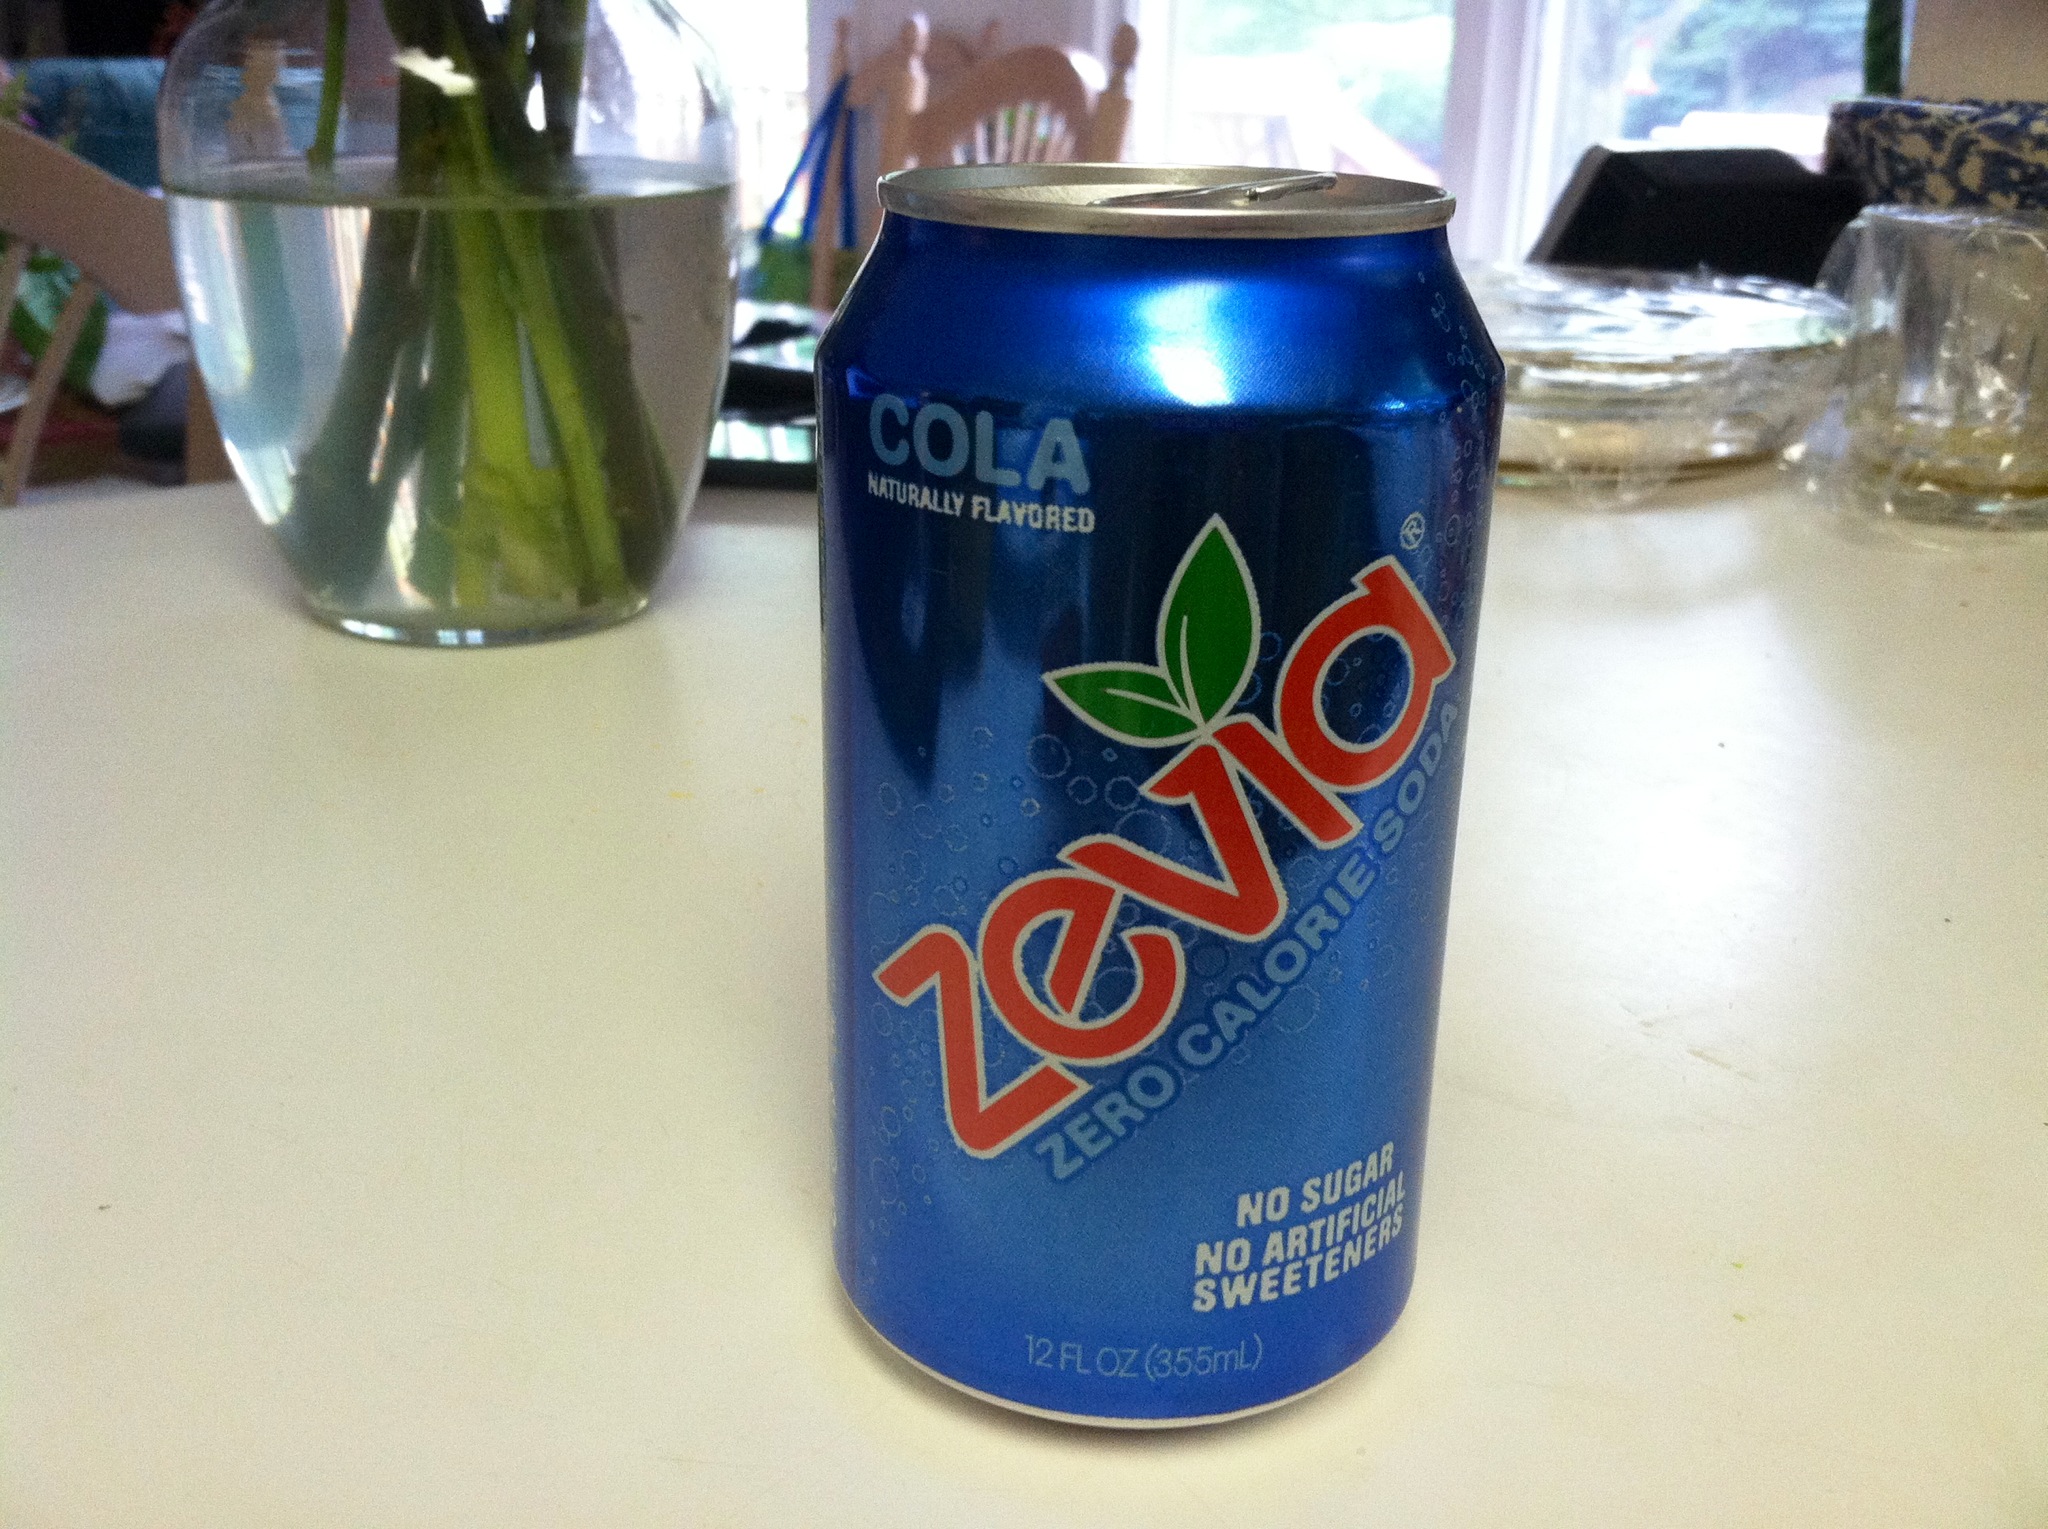 COLA
NATURALLY FLAVORED
zevia®
ZERO CALORIE SODA
NO SUGAR
NO ARTIFICIAL
SWEETENERS
12 FL OZ (355mL)